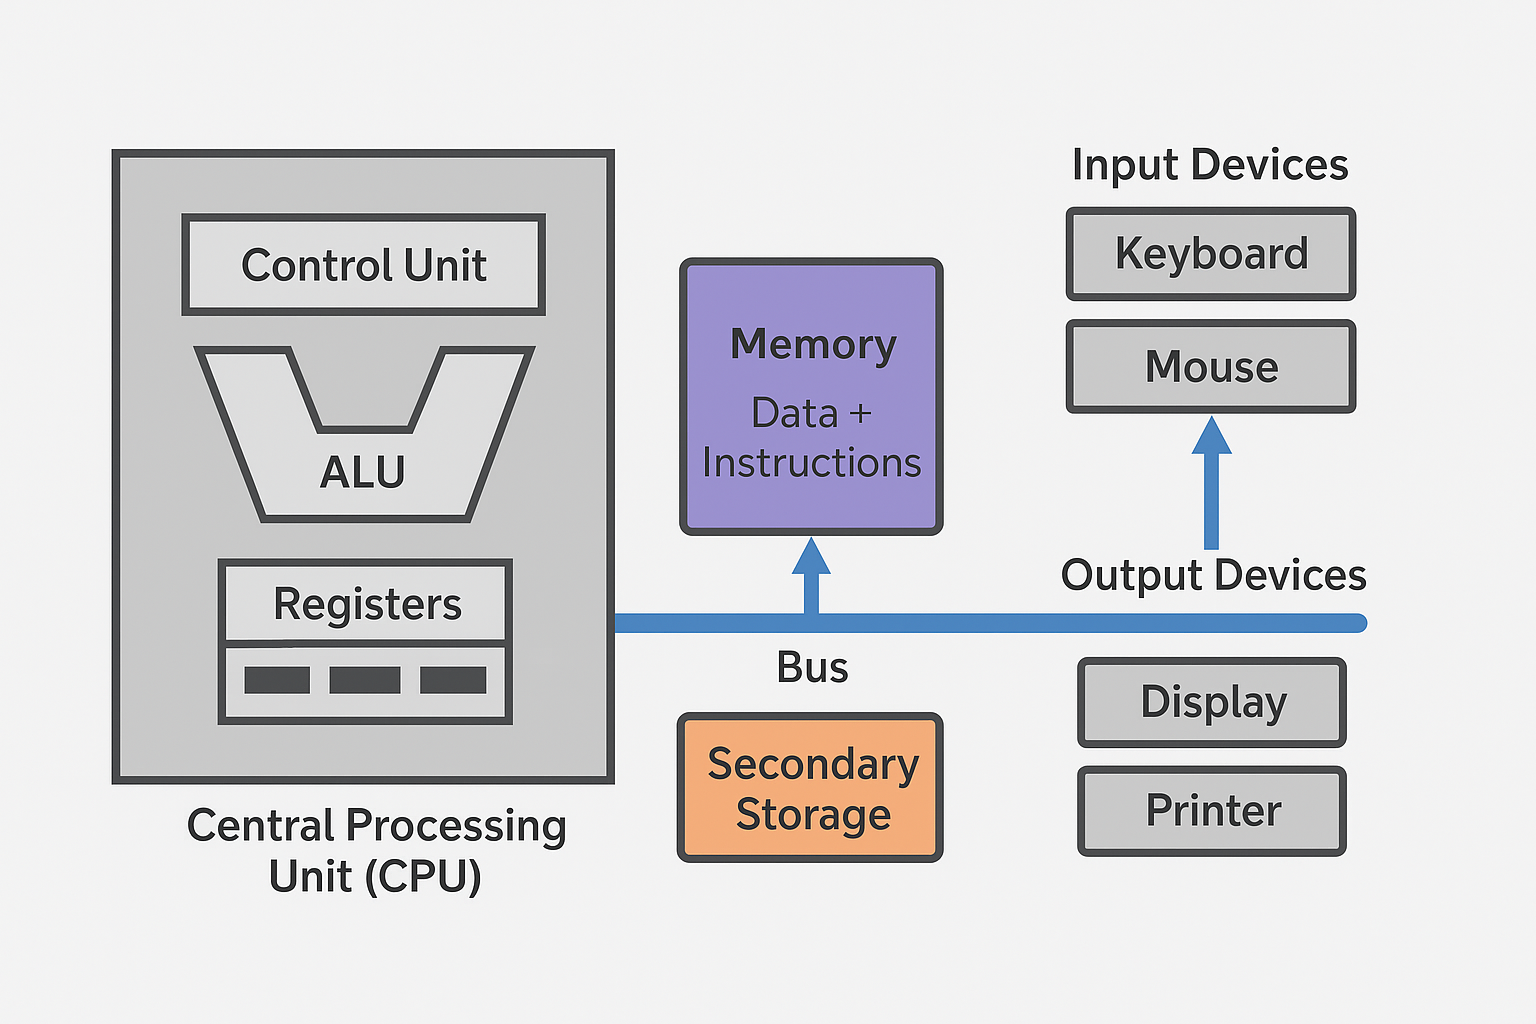 Control Unit
ALU
Registers
Central Processing
Unit (CPU)
Memory
Data +
Instructions
Bus
Secondary
Storage
Input Devices
Keyboard
Mouse
Output Devices
Display
Printer